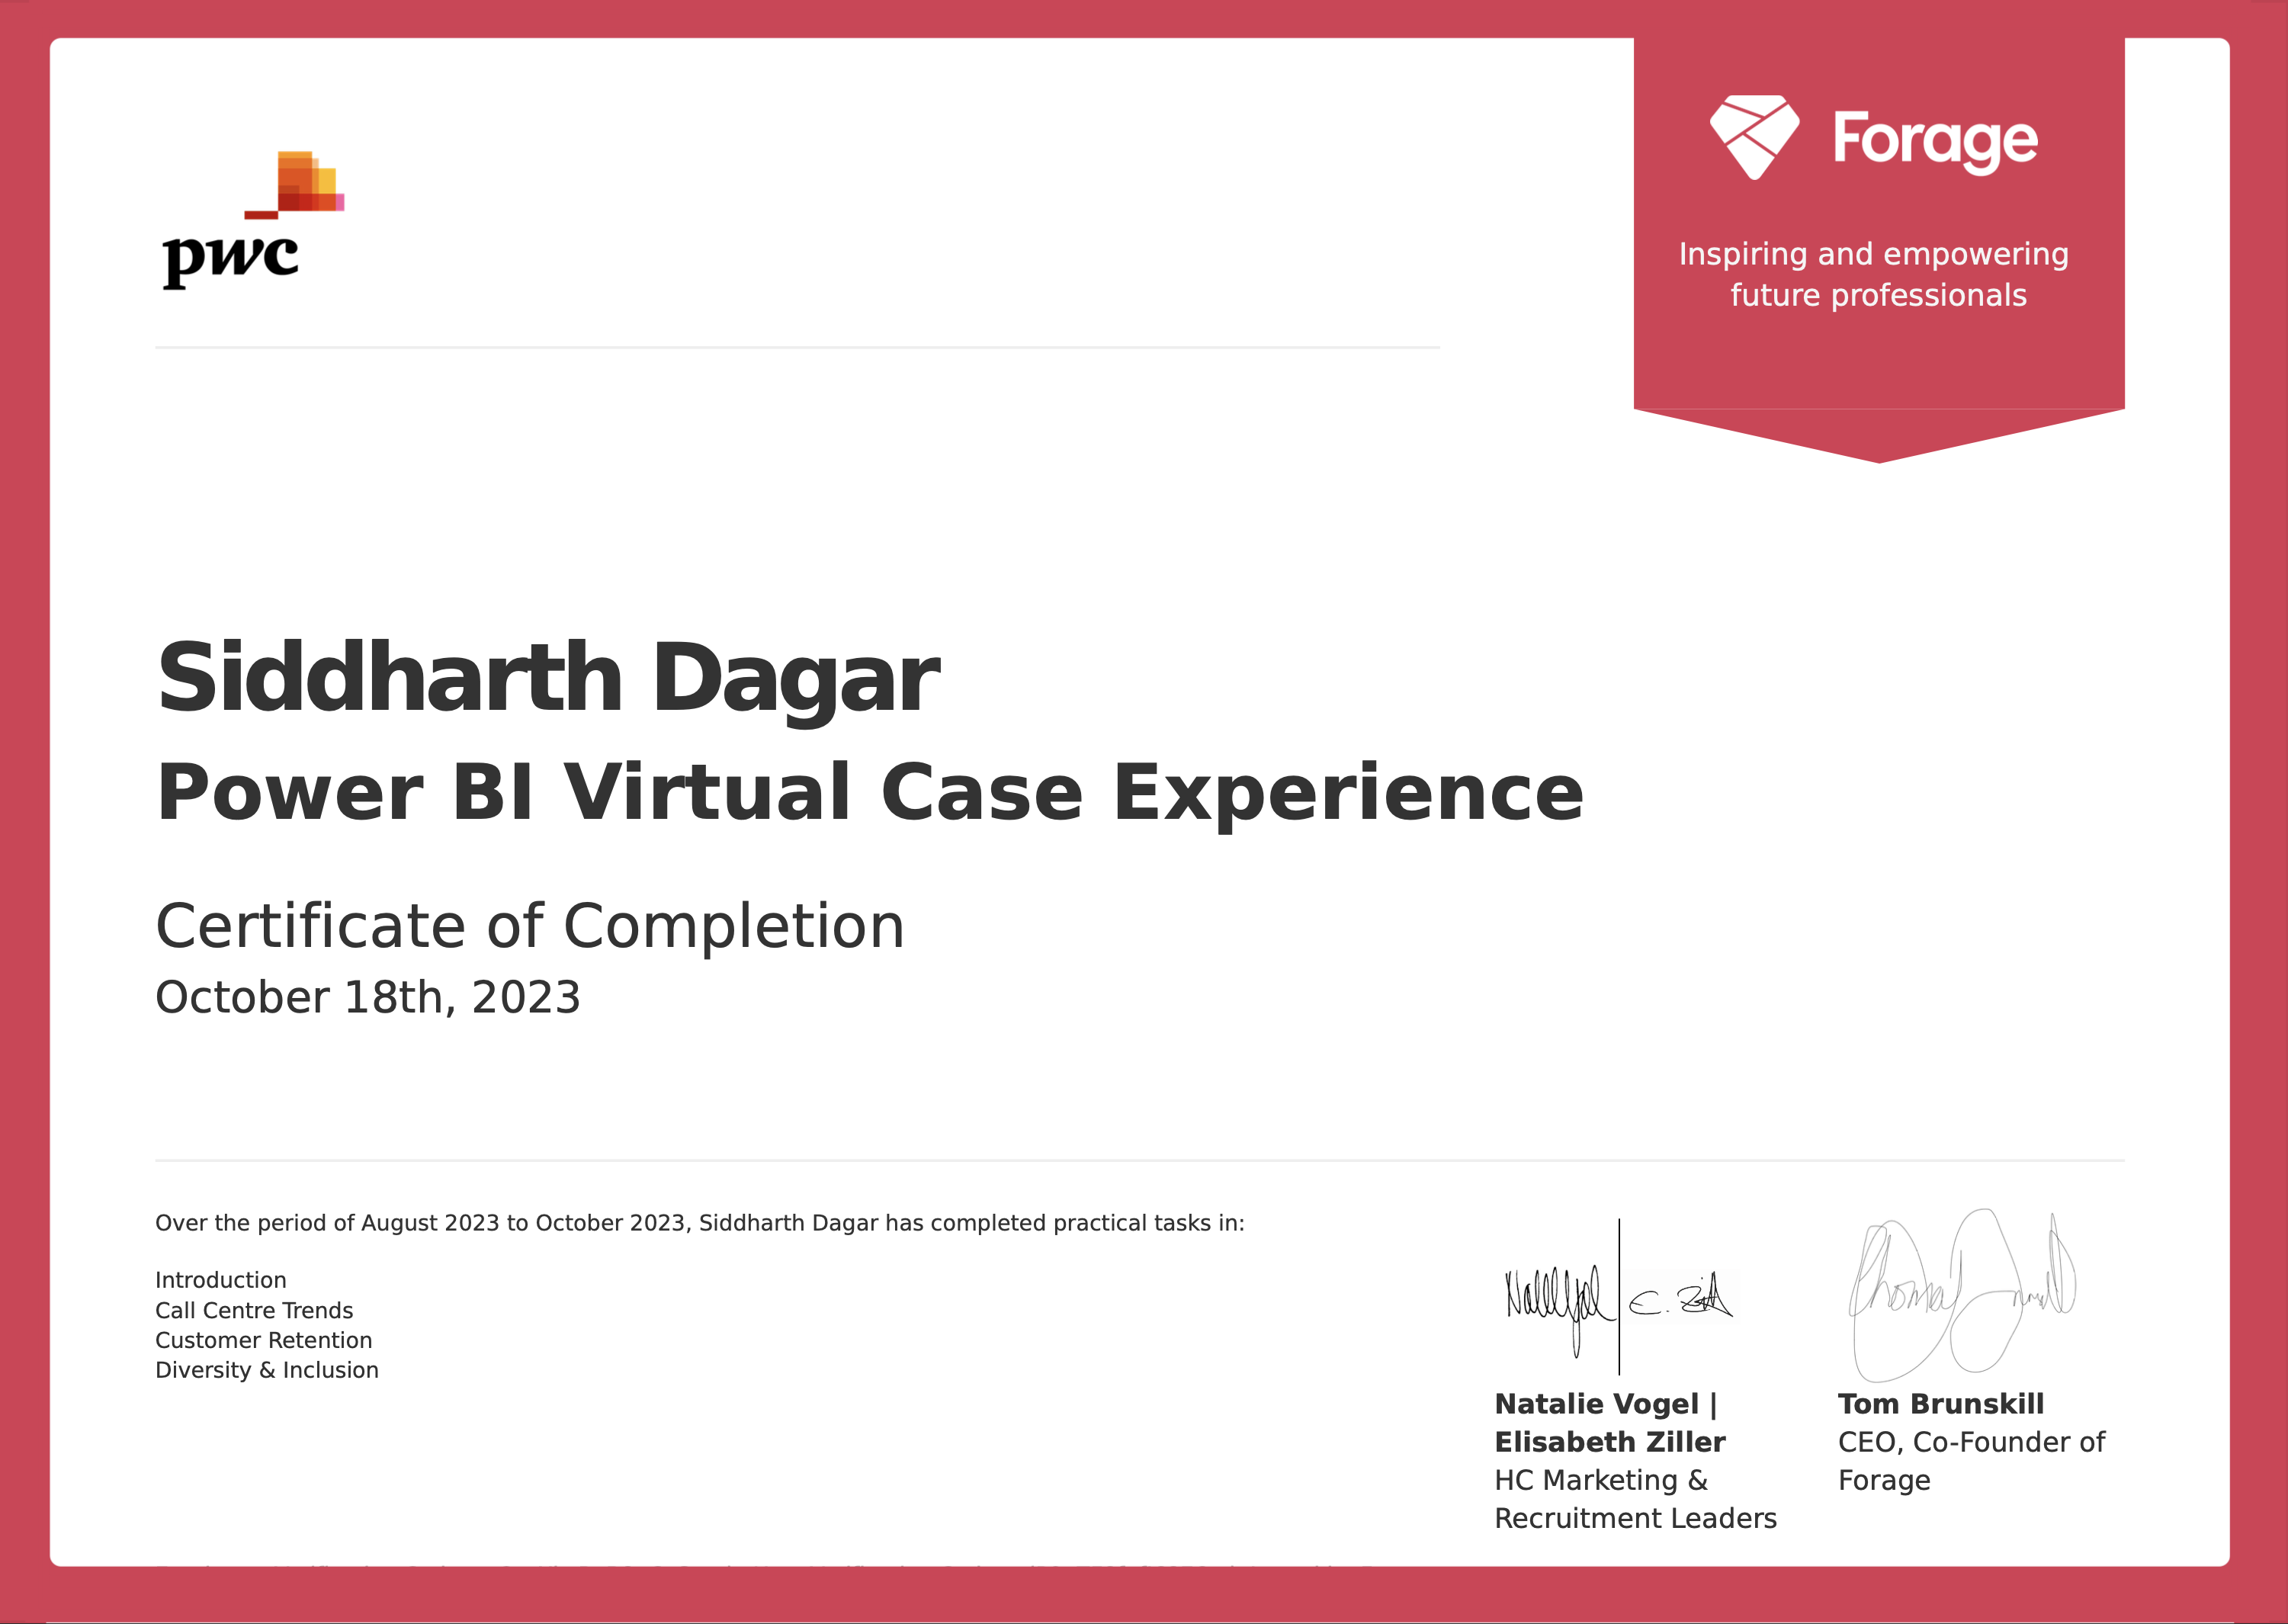 pwc
Forage
Inspiring and empowering
future professionals
Siddharth Dagar
Power BI Virtual Case Experience
Certificate of Completion
October 18th, 2023
Over the period of August 2023 to October 2023, Siddharth Dagar has completed practical tasks in:
Introduction
Call Centre Trends
Customer Retention
Diversity & Inclusion
Natalie Vogel |
Elisabeth Ziller
HC Marketing &
Recruitment Leaders
Tom Brunskill
CEO, Co-Founder of
Forage